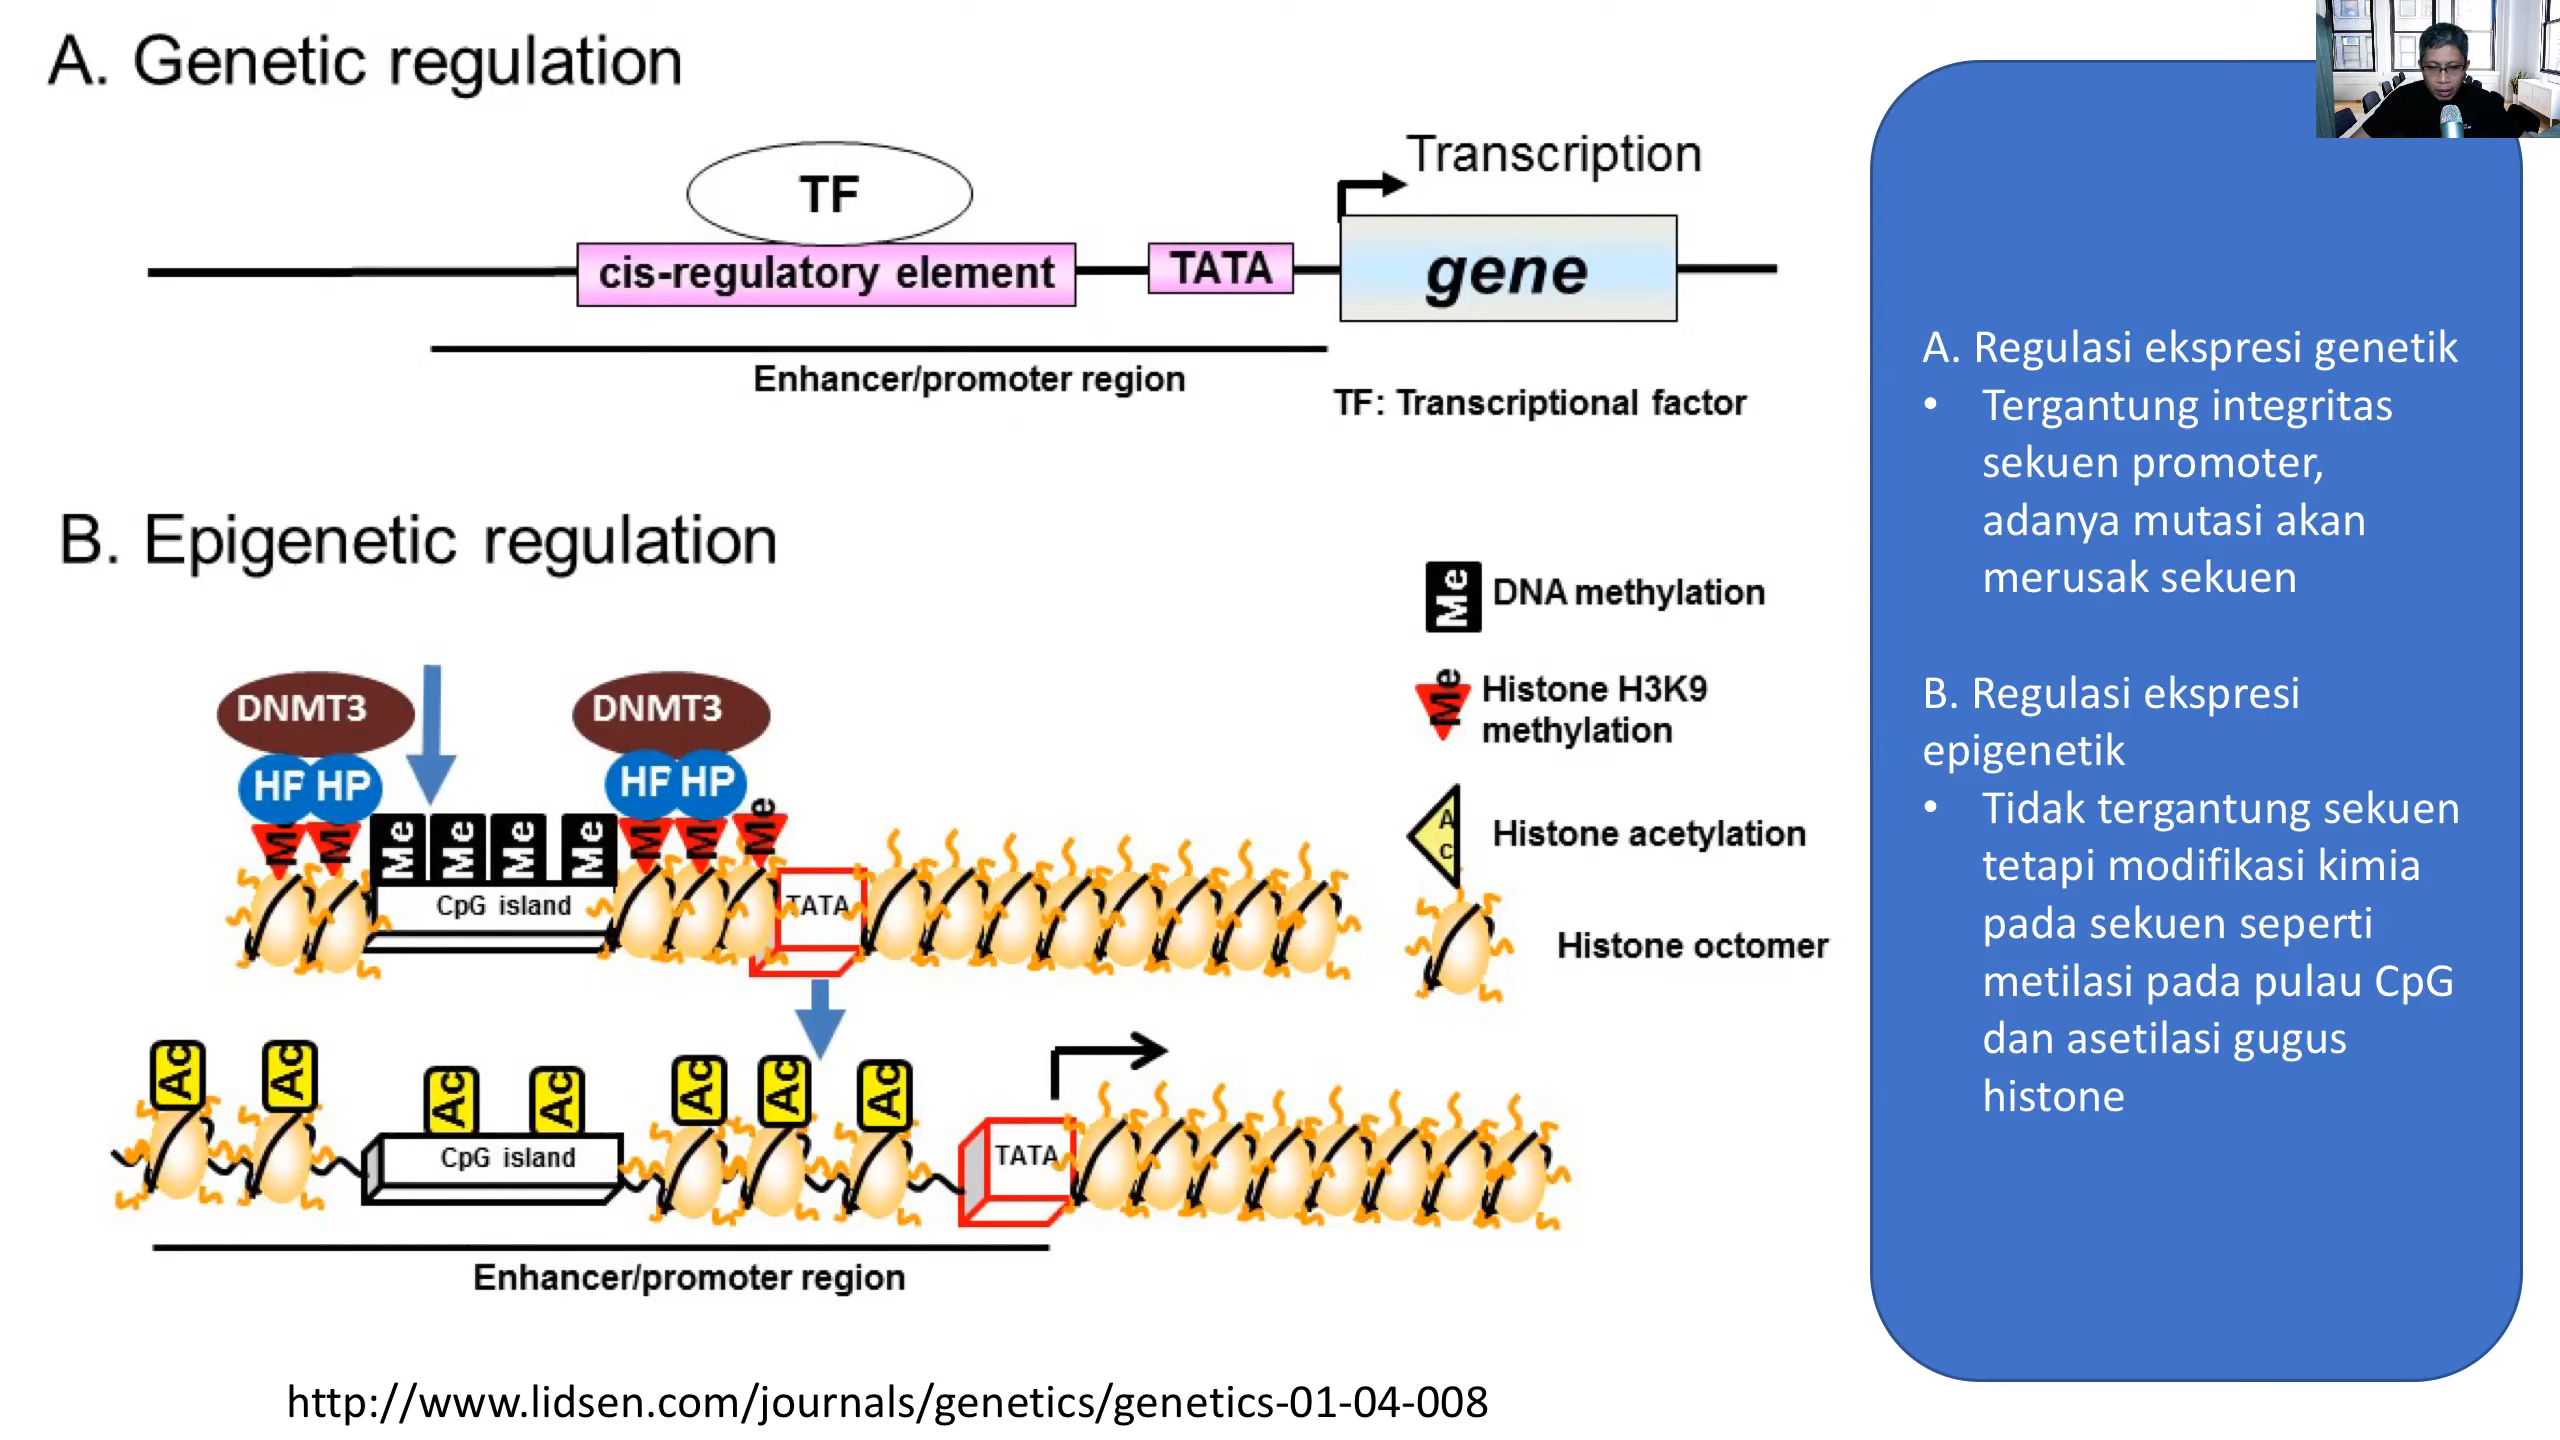 A. Genetic regulation
TF
Transcription
cis-regulatory element
TATA
gene
Enhancer/promoter region
TF: Transcriptional factor
B. Epigenetic regulation
Me DNA methylation
Me Histone H3K9
methylation
Ac Histone acetylation
Histone octomer
DNMT3 DNMT3
HP HP HP HP
Me Me Me Me Me
CpG island
TATA
Ac Ac Ac Ac Ac Ac Ac
CpG island
TATA
Enhancer/promoter region
http://www.lidsen.com/journals/genetics/genetics-01-04-008
A. Regulasi ekspresi genetik
• Tergantung integritas
sekuen promoter,
adanya mutasi akan
merusak sekuen
B. Regulasi ekspresi
epigenetik
• Tidak tergantung sekuen
tetapi modifikasi kimia
pada sekuen seperti
metilasi pada pulau CpG
dan asetilasi gugus
histone